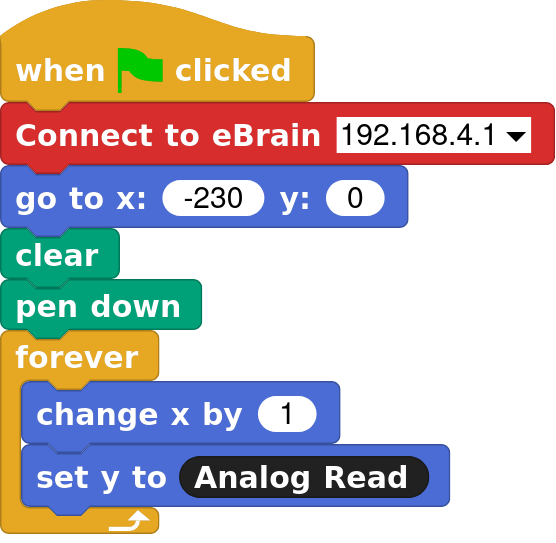 when clicked
Connect to eBrain 192.168.4.1
go to x: -230 y: 0
clear
pen down
forever
change x by 1
set y to Analog Read